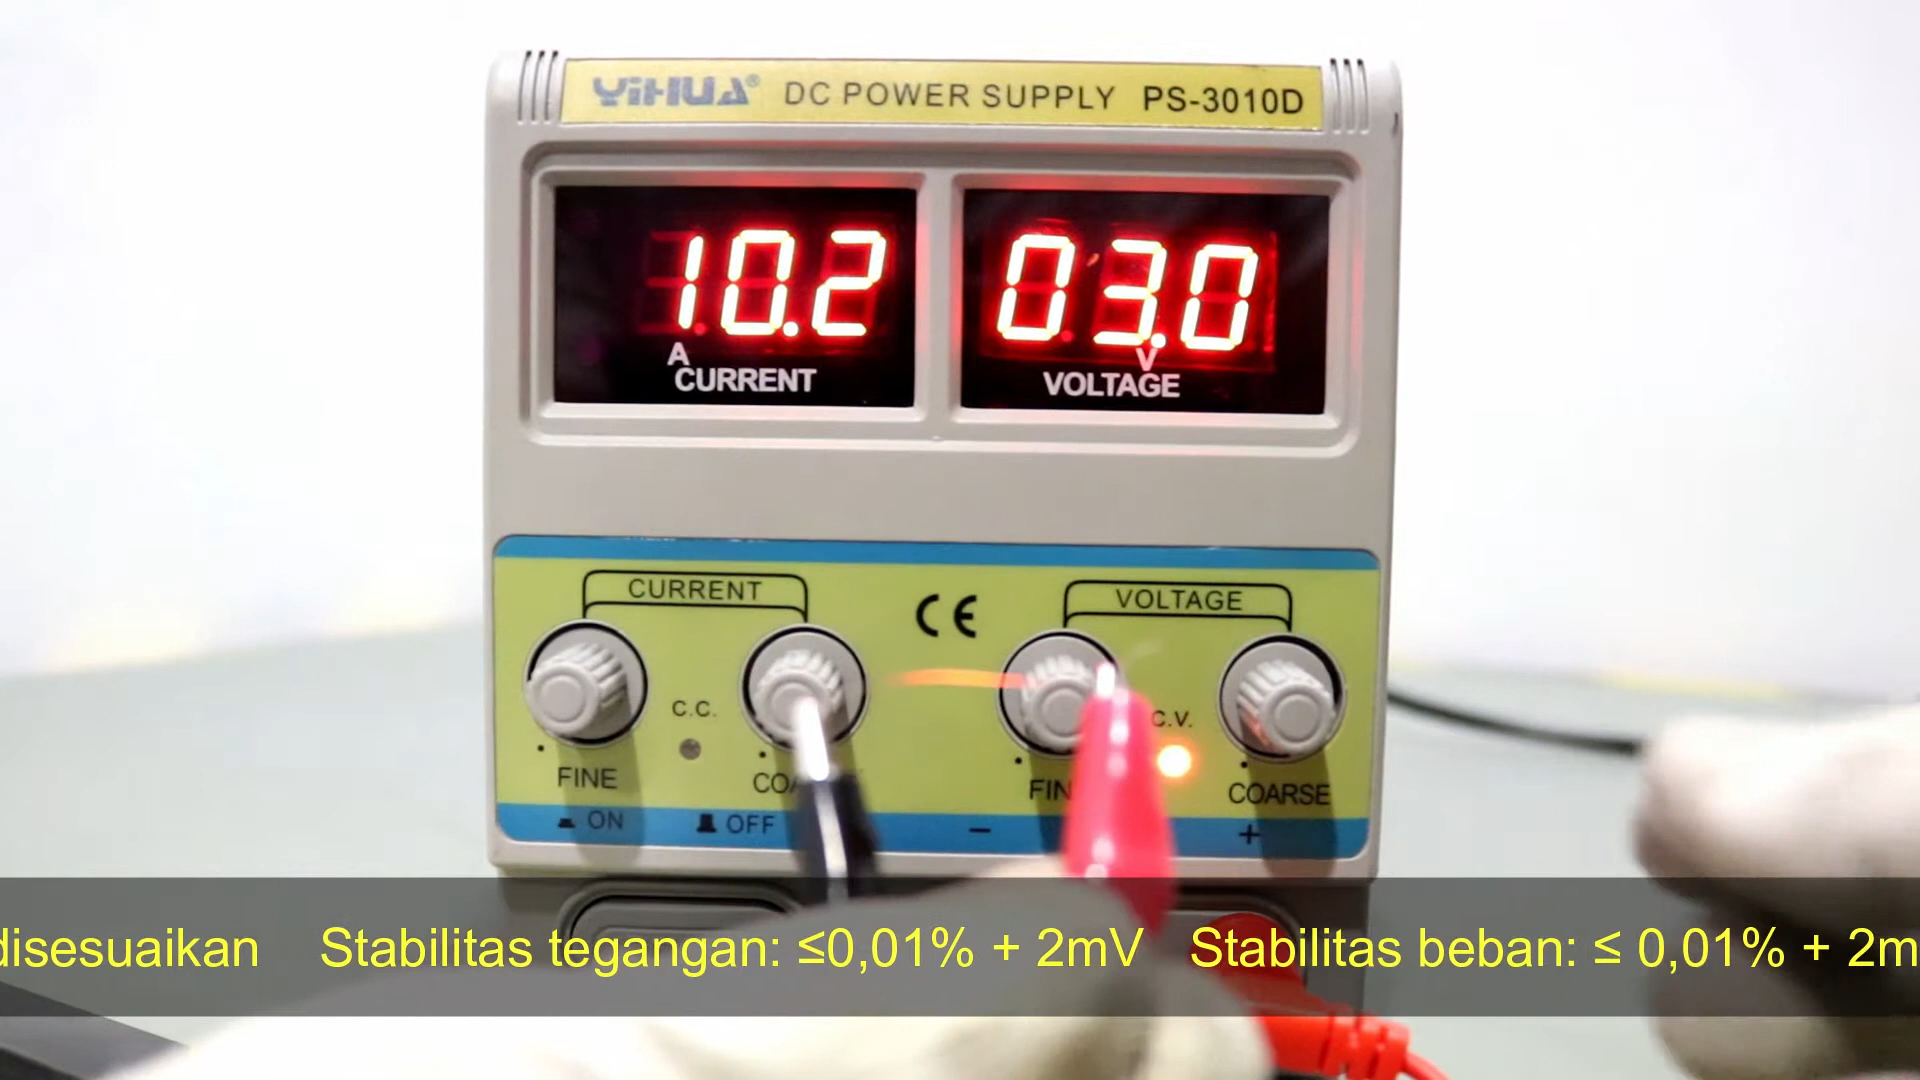 YIHUA® DC POWER SUPPLY PS-3010D
10.2
A
CURRENT
03.0
V
VOLTAGE
CURRENT
FINE
C.C.
ON
OFF
CE
VOLTAGE
C.V.
COARSE
−
+
disesuaikan Stabilitas tegangan: ≤0,01% + 2mV Stabilitas beban: ≤ 0,01% + 2m